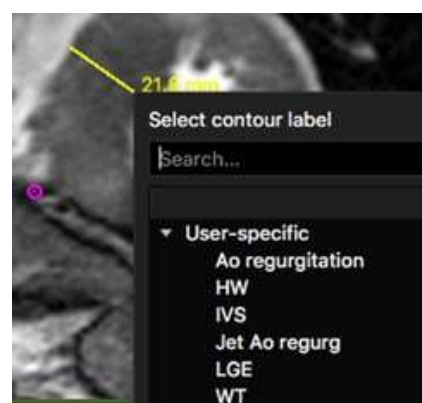 21.8 mm
Select contour label
Search...
User-specific
Ao regurgitation
HW
IVS
Jet Ao regurg
LGE
WT